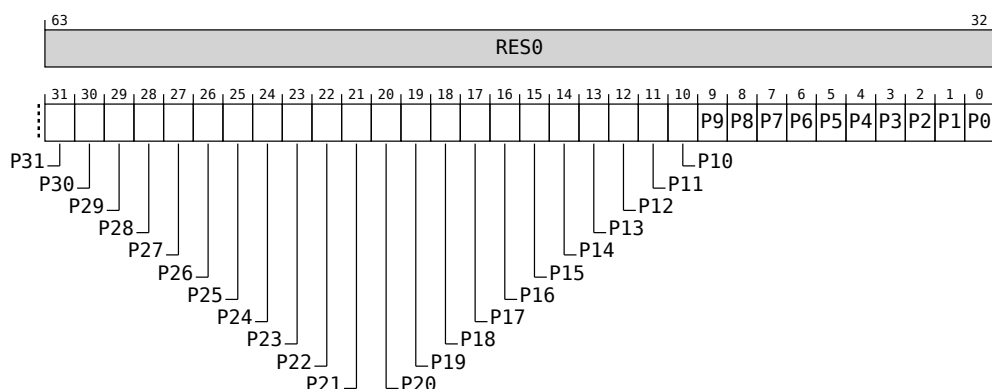 63 32
RES0
31 30 29 28 27 26 25 24 23 22 21 20 19 18 17 16 15 14 13 12 11 10 9 8 7 6 5 4 3 2 1 0
P9 P8 P7 P6 P5 P4 P3 P2 P1 P0
P31 P10
P30 P11
P29 P12
P28 P13
P27 P14
P26 P15
P25 P16
P24 P17
P23 P18
P22 P19
P21 P20